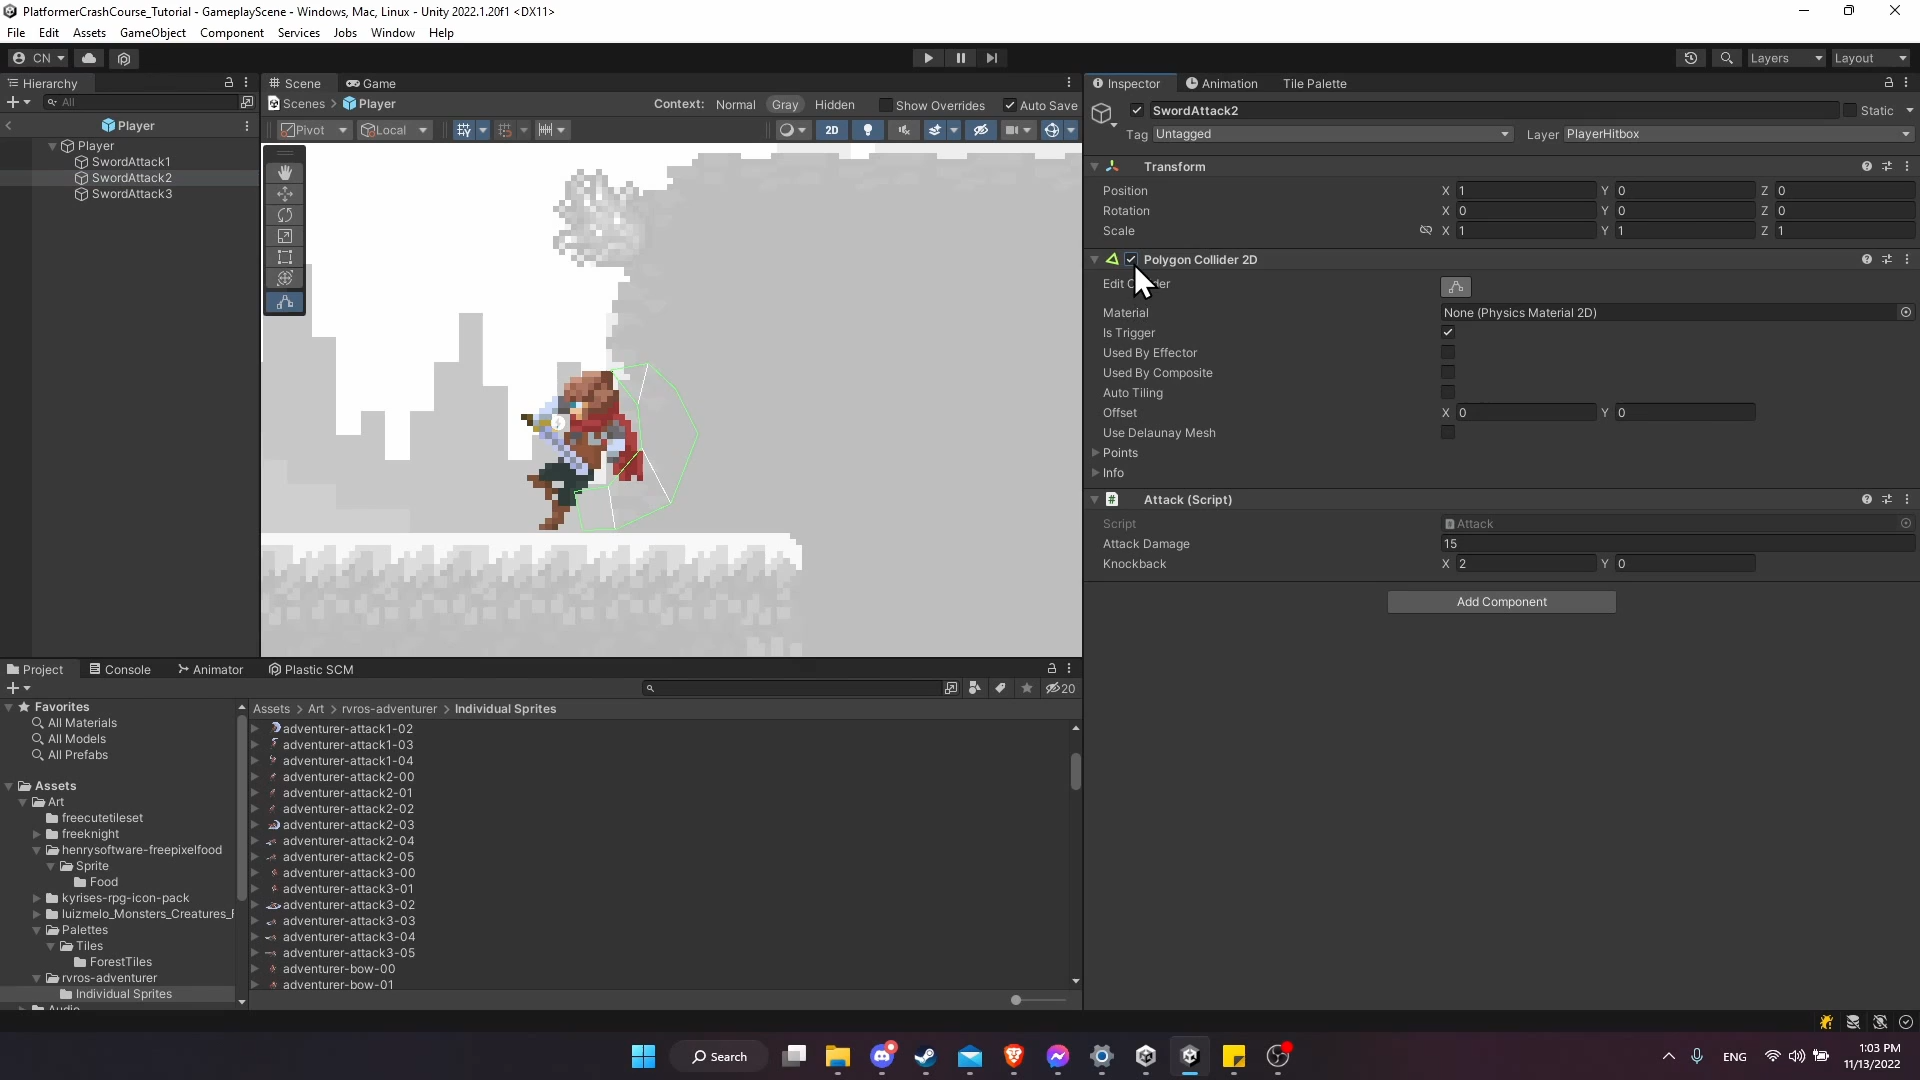 PlatformerCrashCourse_Tutorial - GameplayScene - Windows, Mac, Linux - Unity 2022.1.20f1 <DX11>
File Edit Assets GameObject Component Services Jobs Window Help
CN Layers Layout
Hierarchy
All
Player
Player
SwordAttack1
SwordAttack2
SwordAttack3
Scene Game
Scenes Player Context: Normal Gray Hidden Show Overrides Auto Save
Pivot Local 2D
Inspector Animation Tile Palette
SwordAttack2 Static
Tag Untagged Layer PlayerHitbox
Transform
Position X 1 Y 0 Z 0
Rotation X 0 Y 0 Z 0
Scale X 1 Y 1 Z 1
Polygon Collider 2D
Material None (Physics Material 2D)
Is Trigger
Used By Effector
Used By Composite
Auto Tiling
Offset X 0 Y 0
Use Delaunay Mesh
Points
Info
Attack (Script)
Script Attack
Attack Damage 15
Knockback X 2 Y 0
Add Component
Project Console Animator Plastic SCM
20
Favorites
All Materials
All Models
All Prefabs
Assets
Art
freecutetileset
freeknight
henrysoftware-freepixelfood
Sprite
Food
kyrises-rpg-icon-pack
luizmelo_Monsters_Creatures_
Palettes
Tiles
ForestTiles
rvros-adventurer
Individual Sprites
Audio
Assets > Art > rvros-adventurer > Individual Sprites
adventurer-attack1-02
adventurer-attack1-03
adventurer-attack1-04
adventurer-attack2-00
adventurer-attack2-01
adventurer-attack2-02
adventurer-attack2-03
adventurer-attack2-04
adventurer-attack2-05
adventurer-attack3-00
adventurer-attack3-01
adventurer-attack3-02
adventurer-attack3-03
adventurer-attack3-04
adventurer-attack3-05
adventurer-bow-00
adventurer-bow-01
Search
ENG
1:03 PM
11/13/2022